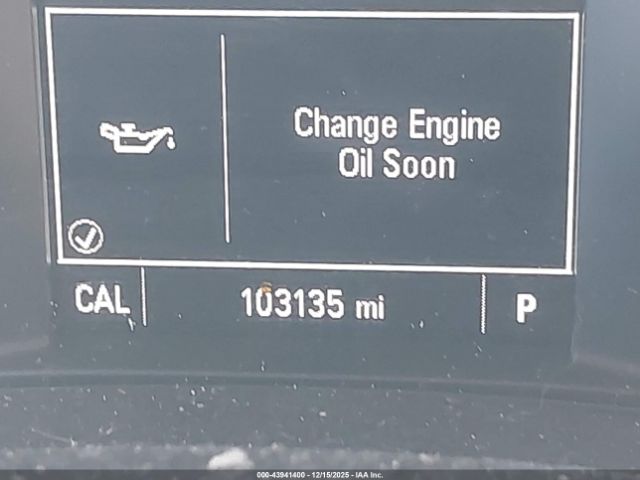 Change Engine
Oil Soon
CAL 103135 mi P
000-43941400 - 12/15/2025 - IAA Inc.